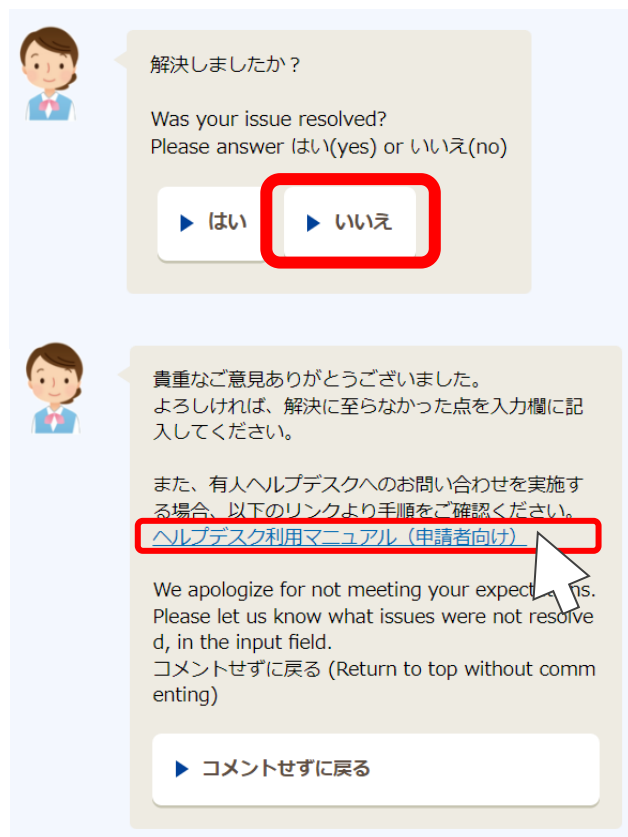 解決しましたか？
Was your issue resolved?
Please answer はい(yes) or いいえ(no)
はい
いいえ
貴重なご意見ありがとうございました。
よろしければ、解決に至らなかった点を入力欄に記
入してください。
また、有人ヘルプデスクへのお問い合わせを実施す
る場合、以下のリンクより手順をご確認ください。
ヘルプデスク利用マニュアル（申請者向け）
We apologize for not meeting your expectations.
Please let us know what issues were not resolve
d, in the input field.
コメントせずに戻る (Return to top without comm
enting)
コメントせずに戻る